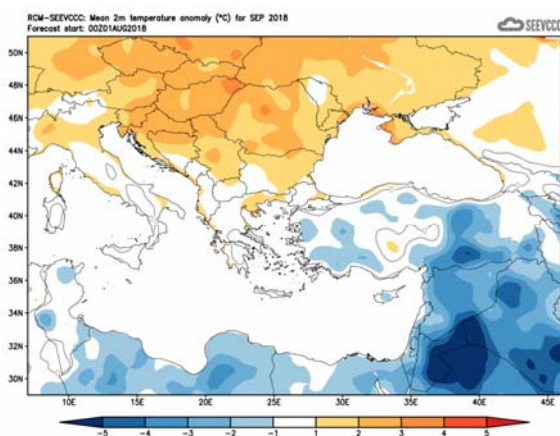 RCM-SEEVCCC: Mean 2m temperature anomoly (°C) for SEP 2018
Forecast start: 00Z01AUG2018
SEEVCCC
50N
48N
46N
44N
42N
40N
38N
36N
34N
32N
30N
10E 15E 20E 25E 30E 35E 40E 45E
-5 -4 -3 -2 -1 1 2 3 4 5